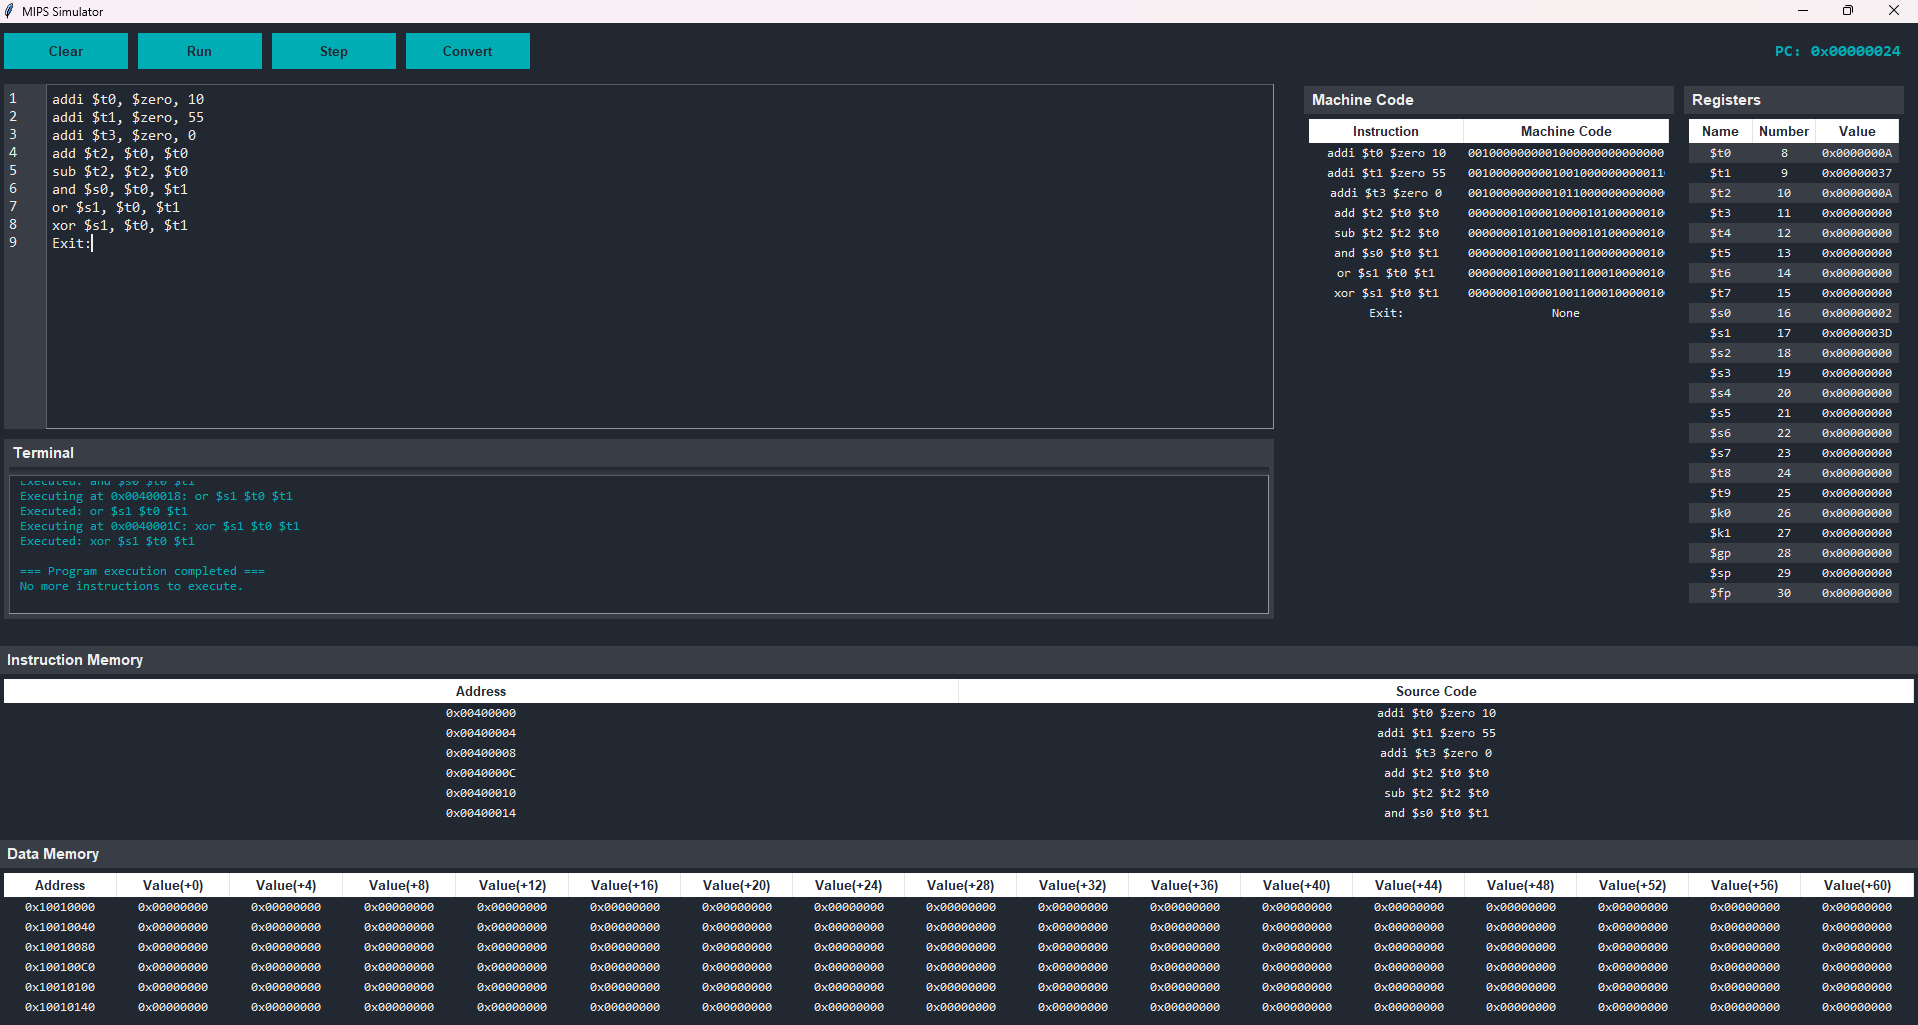 MIPS Simulator
Clear Run Step Convert PC: 0x00000024
1 addi $t0, $zero, 10
2 addi $t1, $zero, 55
3 addi $t3, $zero, 0
4 add $t2, $t0, $t0
5 sub $t2, $t2, $t0
6 and $s0, $t0, $t1
7 or $s1, $t0, $t1
8 xor $s1, $t0, $t1
9 Exit:
Terminal
Executed: and $s0 $t0 $t1
Executing at 0x00400018: or $s1 $t0 $t1
Executed: or $s1 $t0 $t1
Executing at 0x0040001C: xor $s1 $t0 $t1
Executed: xor $s1 $t0 $t1
=== Program execution completed ===
No more instructions to execute.
Machine Code
Instruction Machine Code
addi $t0 $zero 10 0010000000001000000000000000
addi $t1 $zero 55 0010000000001001000000000011
addi $t3 $zero 0 0010000000001011000000000000
add $t2 $t0 $t0 0000000100001000010100000010
sub $t2 $t2 $t0 0000000101001000010100000010
and $s0 $t0 $t1 0000000100001001100000000010
or $s1 $t0 $t1 0000000100001001100010000010
xor $s1 $t0 $t1 0000000100001001100010000010
Exit: None
Registers
Name Number Value
$t0 8 0x0000000A
$t1 9 0x00000037
$t2 10 0x0000000A
$t3 11 0x00000000
$t4 12 0x00000000
$t5 13 0x00000000
$t6 14 0x00000000
$t7 15 0x00000000
$s0 16 0x00000002
$s1 17 0x0000003D
$s2 18 0x00000000
$s3 19 0x00000000
$s4 20 0x00000000
$s5 21 0x00000000
$s6 22 0x00000000
$s7 23 0x00000000
$t8 24 0x00000000
$t9 25 0x00000000
$k0 26 0x00000000
$k1 27 0x00000000
$gp 28 0x00000000
$sp 29 0x00000000
$fp 30 0x00000000
Instruction Memory
Address Source Code
0x00400000 addi $t0 $zero 10
0x00400004 addi $t1 $zero 55
0x00400008 addi $t3 $zero 0
0x0040000C add $t2 $t0 $t0
0x00400010 sub $t2 $t2 $t0
0x00400014 and $s0 $t0 $t1
Data Memory
Address Value(+0) Value(+4) Value(+8) Value(+12) Value(+16) Value(+20) Value(+24) Value(+28) Value(+32) Value(+36) Value(+40) Value(+44) Value(+48) Value(+52) Value(+56) Value(+60)
0x10010000 0x00000000 0x00000000 0x00000000 0x00000000 0x00000000 0x00000000 0x00000000 0x00000000 0x00000000 0x00000000 0x00000000 0x00000000 0x00000000 0x00000000 0x00000000 0x00000000
0x10010040 0x00000000 0x00000000 0x00000000 0x00000000 0x00000000 0x00000000 0x00000000 0x00000000 0x00000000 0x00000000 0x00000000 0x00000000 0x00000000 0x00000000 0x00000000 0x00000000
0x10010080 0x00000000 0x00000000 0x00000000 0x00000000 0x00000000 0x00000000 0x00000000 0x00000000 0x00000000 0x00000000 0x00000000 0x00000000 0x00000000 0x00000000 0x00000000 0x00000000
0x100100C0 0x00000000 0x00000000 0x00000000 0x00000000 0x00000000 0x00000000 0x00000000 0x00000000 0x00000000 0x00000000 0x00000000 0x00000000 0x00000000 0x00000000 0x00000000 0x00000000
0x10010100 0x00000000 0x00000000 0x00000000 0x00000000 0x00000000 0x00000000 0x00000000 0x00000000 0x00000000 0x00000000 0x00000000 0x00000000 0x00000000 0x00000000 0x00000000 0x00000000
0x10010140 0x00000000 0x00000000 0x00000000 0x00000000 0x00000000 0x00000000 0x00000000 0x00000000 0x00000000 0x00000000 0x00000000 0x00000000 0x00000000 0x00000000 0x00000000 0x00000000